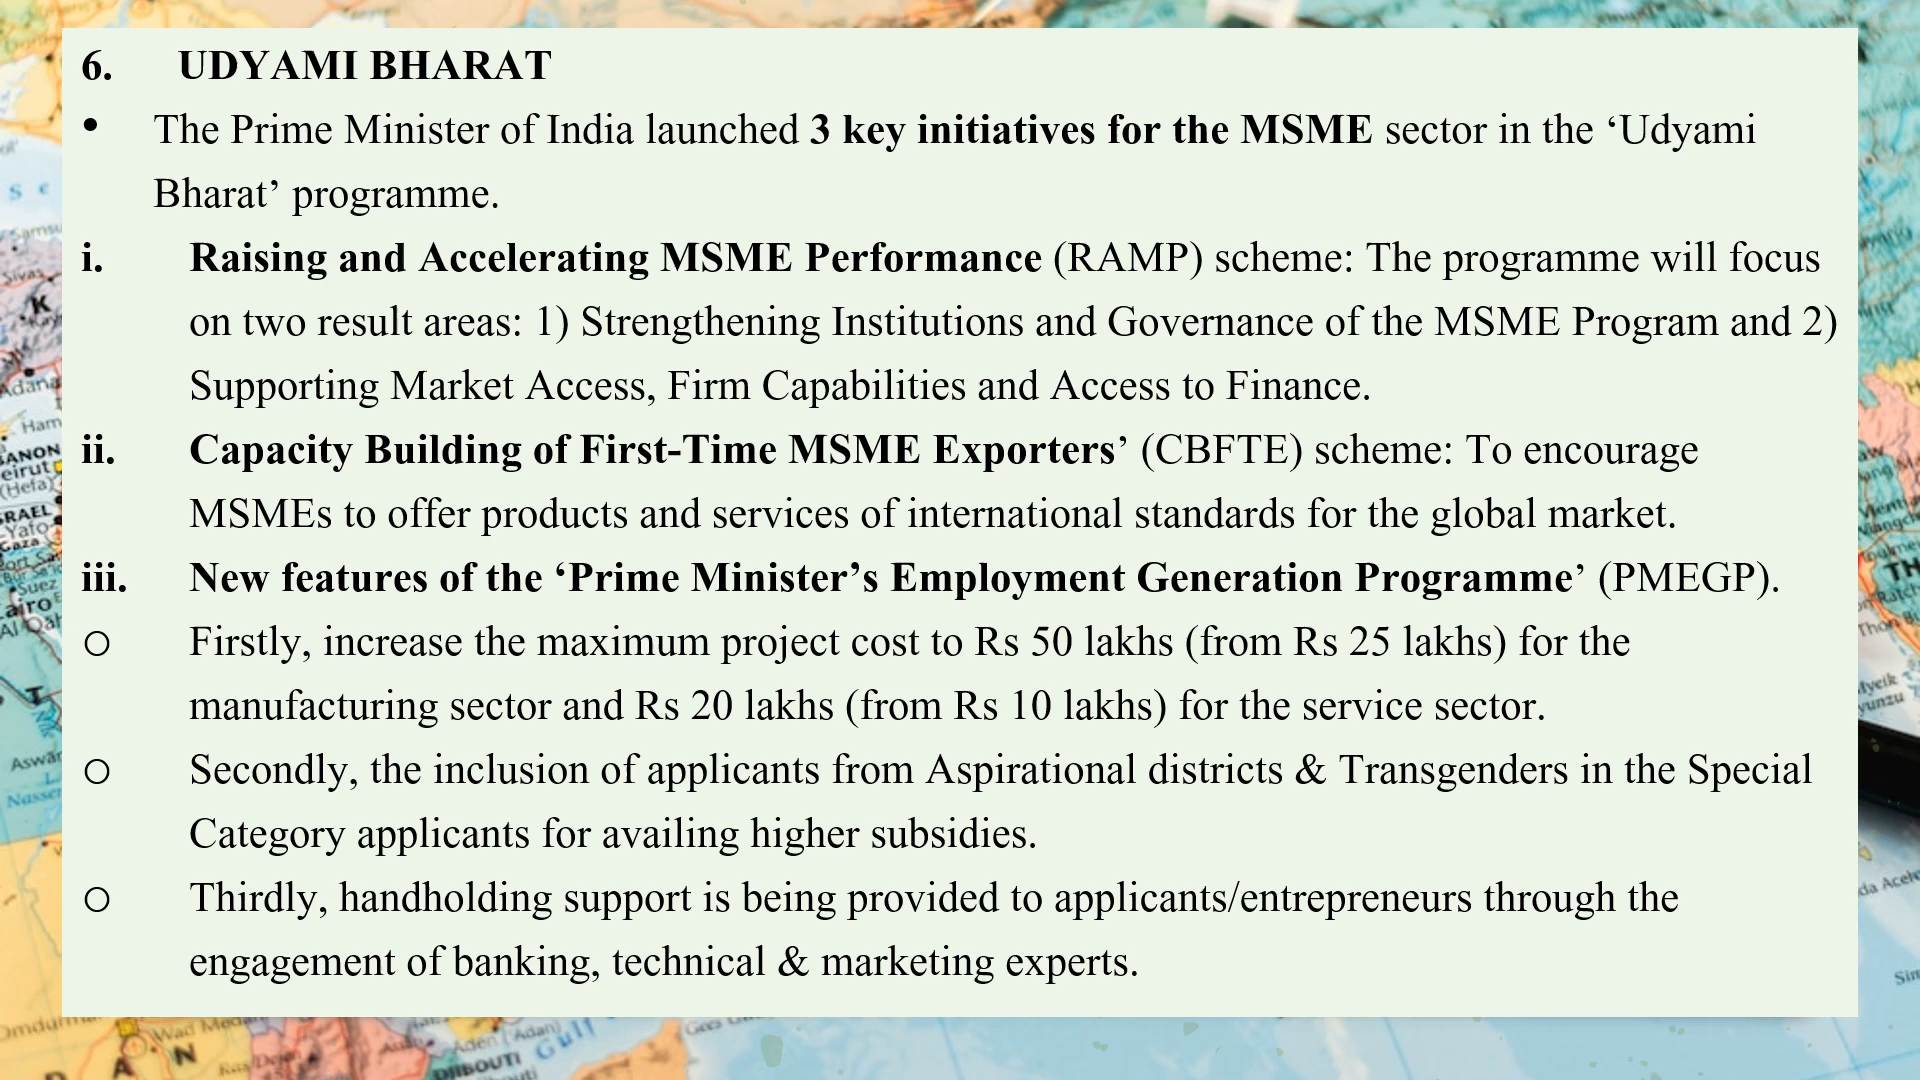 6. UDYAMI BHARAT
• The Prime Minister of India launched 3 key initiatives for the MSME sector in the ‘Udyami
Bharat’ programme.
i. Raising and Accelerating MSME Performance (RAMP) scheme: The programme will focus
on two result areas: 1) Strengthening Institutions and Governance of the MSME Program and 2)
Supporting Market Access, Firm Capabilities and Access to Finance.
ii. Capacity Building of First-Time MSME Exporters’ (CBFTE) scheme: To encourage
MSMEs to offer products and services of international standards for the global market.
iii. New features of the ‘Prime Minister’s Employment Generation Programme’ (PMEGP).
○ Firstly, increase the maximum project cost to Rs 50 lakhs (from Rs 25 lakhs) for the
manufacturing sector and Rs 20 lakhs (from Rs 10 lakhs) for the service sector.
○ Secondly, the inclusion of applicants from Aspirational districts & Transgenders in the Special
Category applicants for availing higher subsidies.
○ Thirdly, handholding support is being provided to applicants/entrepreneurs through the
engagement of banking, technical & marketing experts.